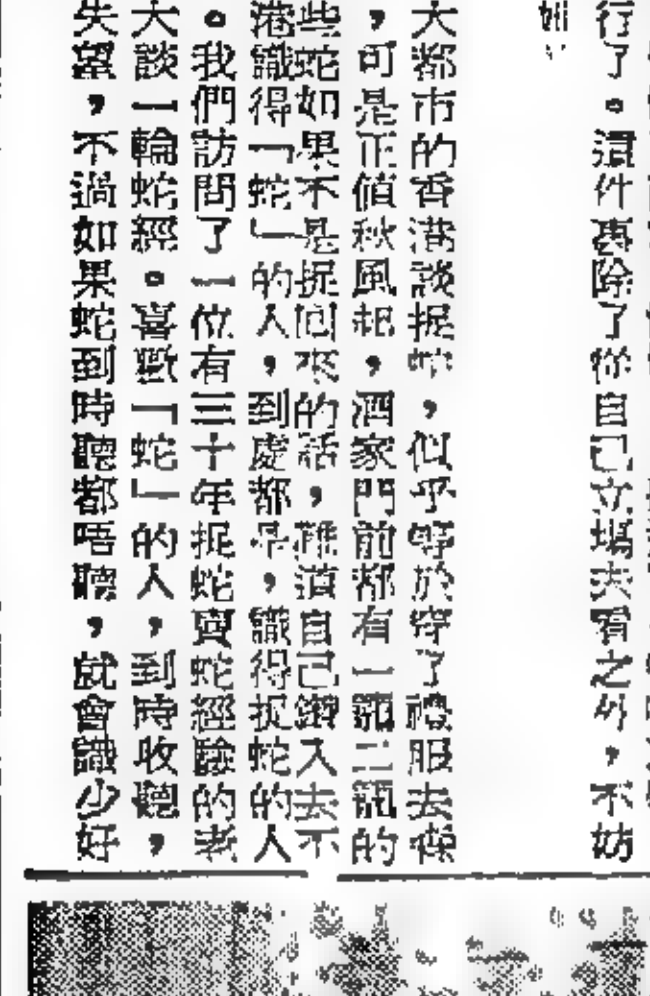 行了。這件事除了你自己立場去看之外，不妨
大都市的香港談捉蛇，似乎等於穿了禮服去
，可是正值秋風起，酒家門前都有一籠二籠的
些蛇如果不是捉回來的話，難道自己鑽入去不
港識得「蛇」的人，到處都是，識得捉蛇的人
。我們訪問了一位有三十年捉蛇賣蛇經驗的老
大談一輪蛇經。喜歡「蛇」的人，到時收聽，
失望，不過如果蛇到時聽都唔聽，就會識少好